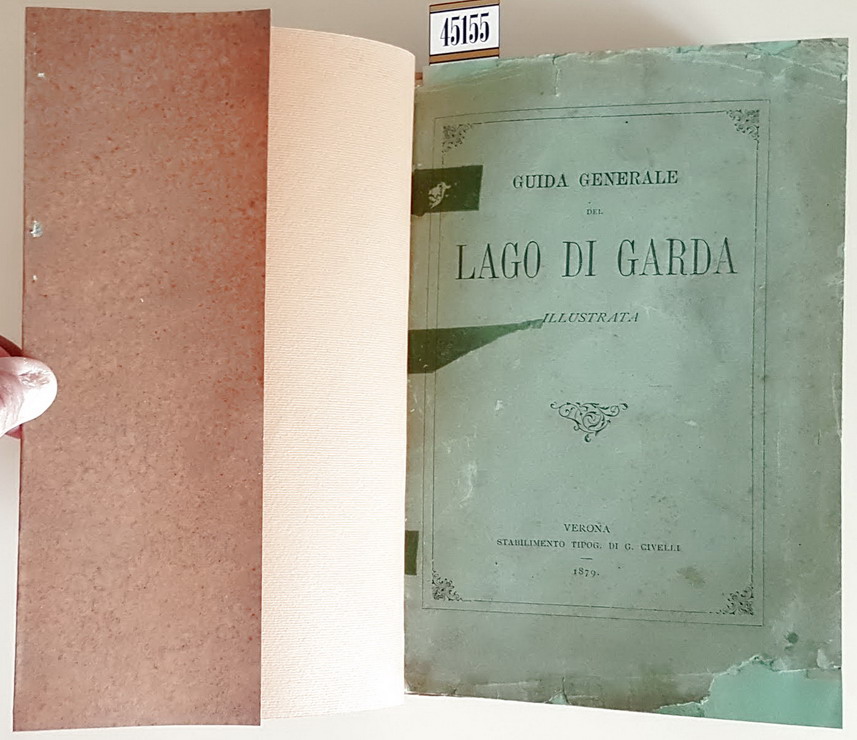 45155
GUIDA GENERALE
DEL
LAGO DI GARDA
ILLUSTRATA
VERONA
STABILIMENTO TIPOG. DI G. CIVELLI
1879.